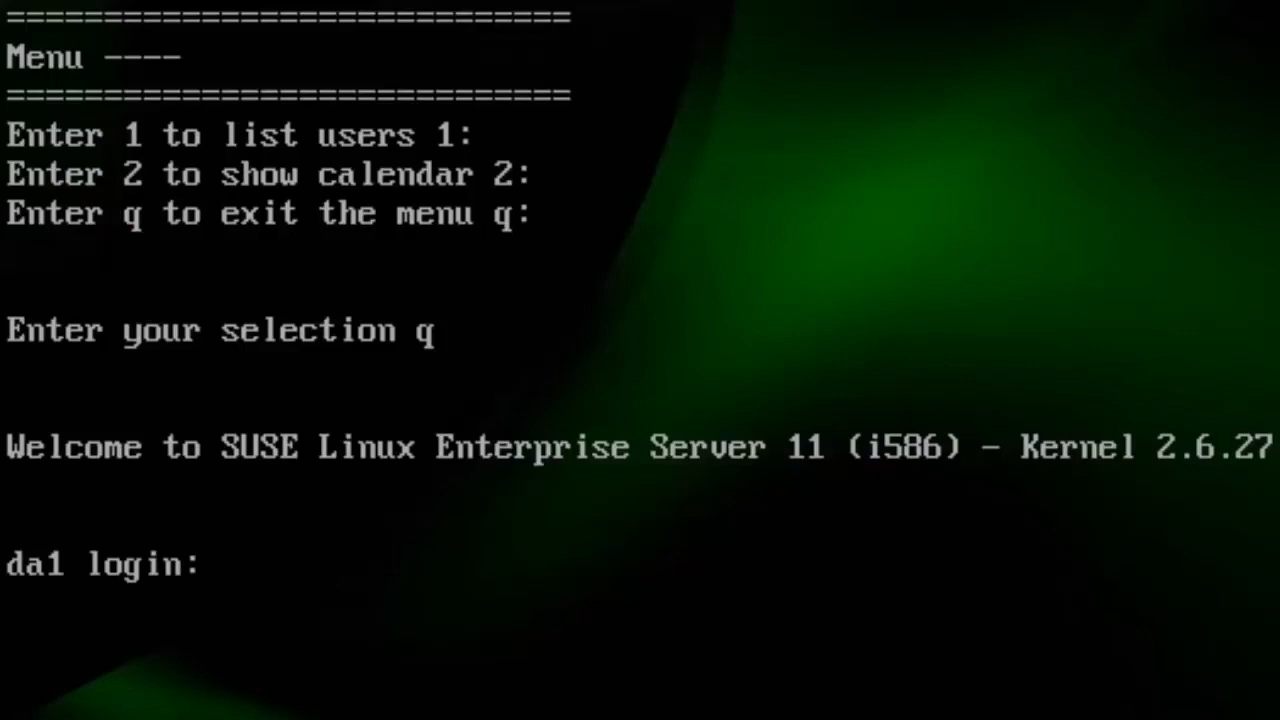 =============================
Menu ----
=============================
Enter 1 to list users 1:
Enter 2 to show calendar 2:
Enter q to exit the menu q:
Enter your selection q
Welcome to SUSE Linux Enterprise Server 11 (i586) - Kernel 2.6.27
da1 login: